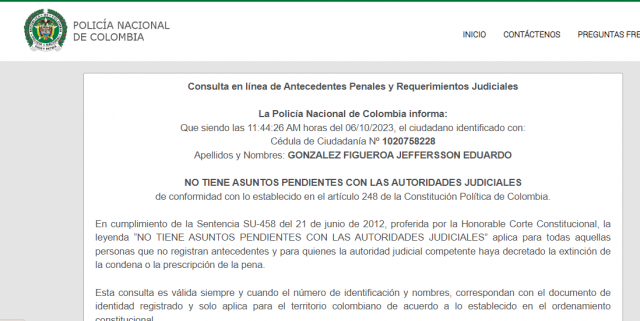 POLICÍA NACIONAL
DE COLOMBIA
INICIO CONTÁCTENOS PREGUNTAS FRE
Consulta en línea de Antecedentes Penales y Requerimientos Judiciales
La Policía Nacional de Colombia informa:
Que siendo las 11:44:26 AM horas del 06/10/2023, el ciudadano identificado con:
Cédula de Ciudadanía Nº 1020758228
Apellidos y Nombres: GONZALEZ FIGUEROA JEFFERSSON EDUARDO
NO TIENE ASUNTOS PENDIENTES CON LAS AUTORIDADES JUDICIALES
de conformidad con lo establecido en el artículo 248 de la Constitución Política de Colombia.
En cumplimiento de la Sentencia SU-458 del 21 de junio de 2012, proferida por la Honorable Corte Constitucional, la
leyenda "NO TIENE ASUNTOS PENDIENTES CON LAS AUTORIDADES JUDICIALES" aplica para todas aquellas
personas que no registran antecedentes y para quienes la autoridad judicial competente haya decretado la extinción de
la condena o la prescripción de la pena.
Esta consulta es válida siempre y cuando el número de identificación y nombres, correspondan con el documento de
identidad registrado y solo aplica para el territorio colombiano de acuerdo a lo establecido en el ordenamiento
constitucional.